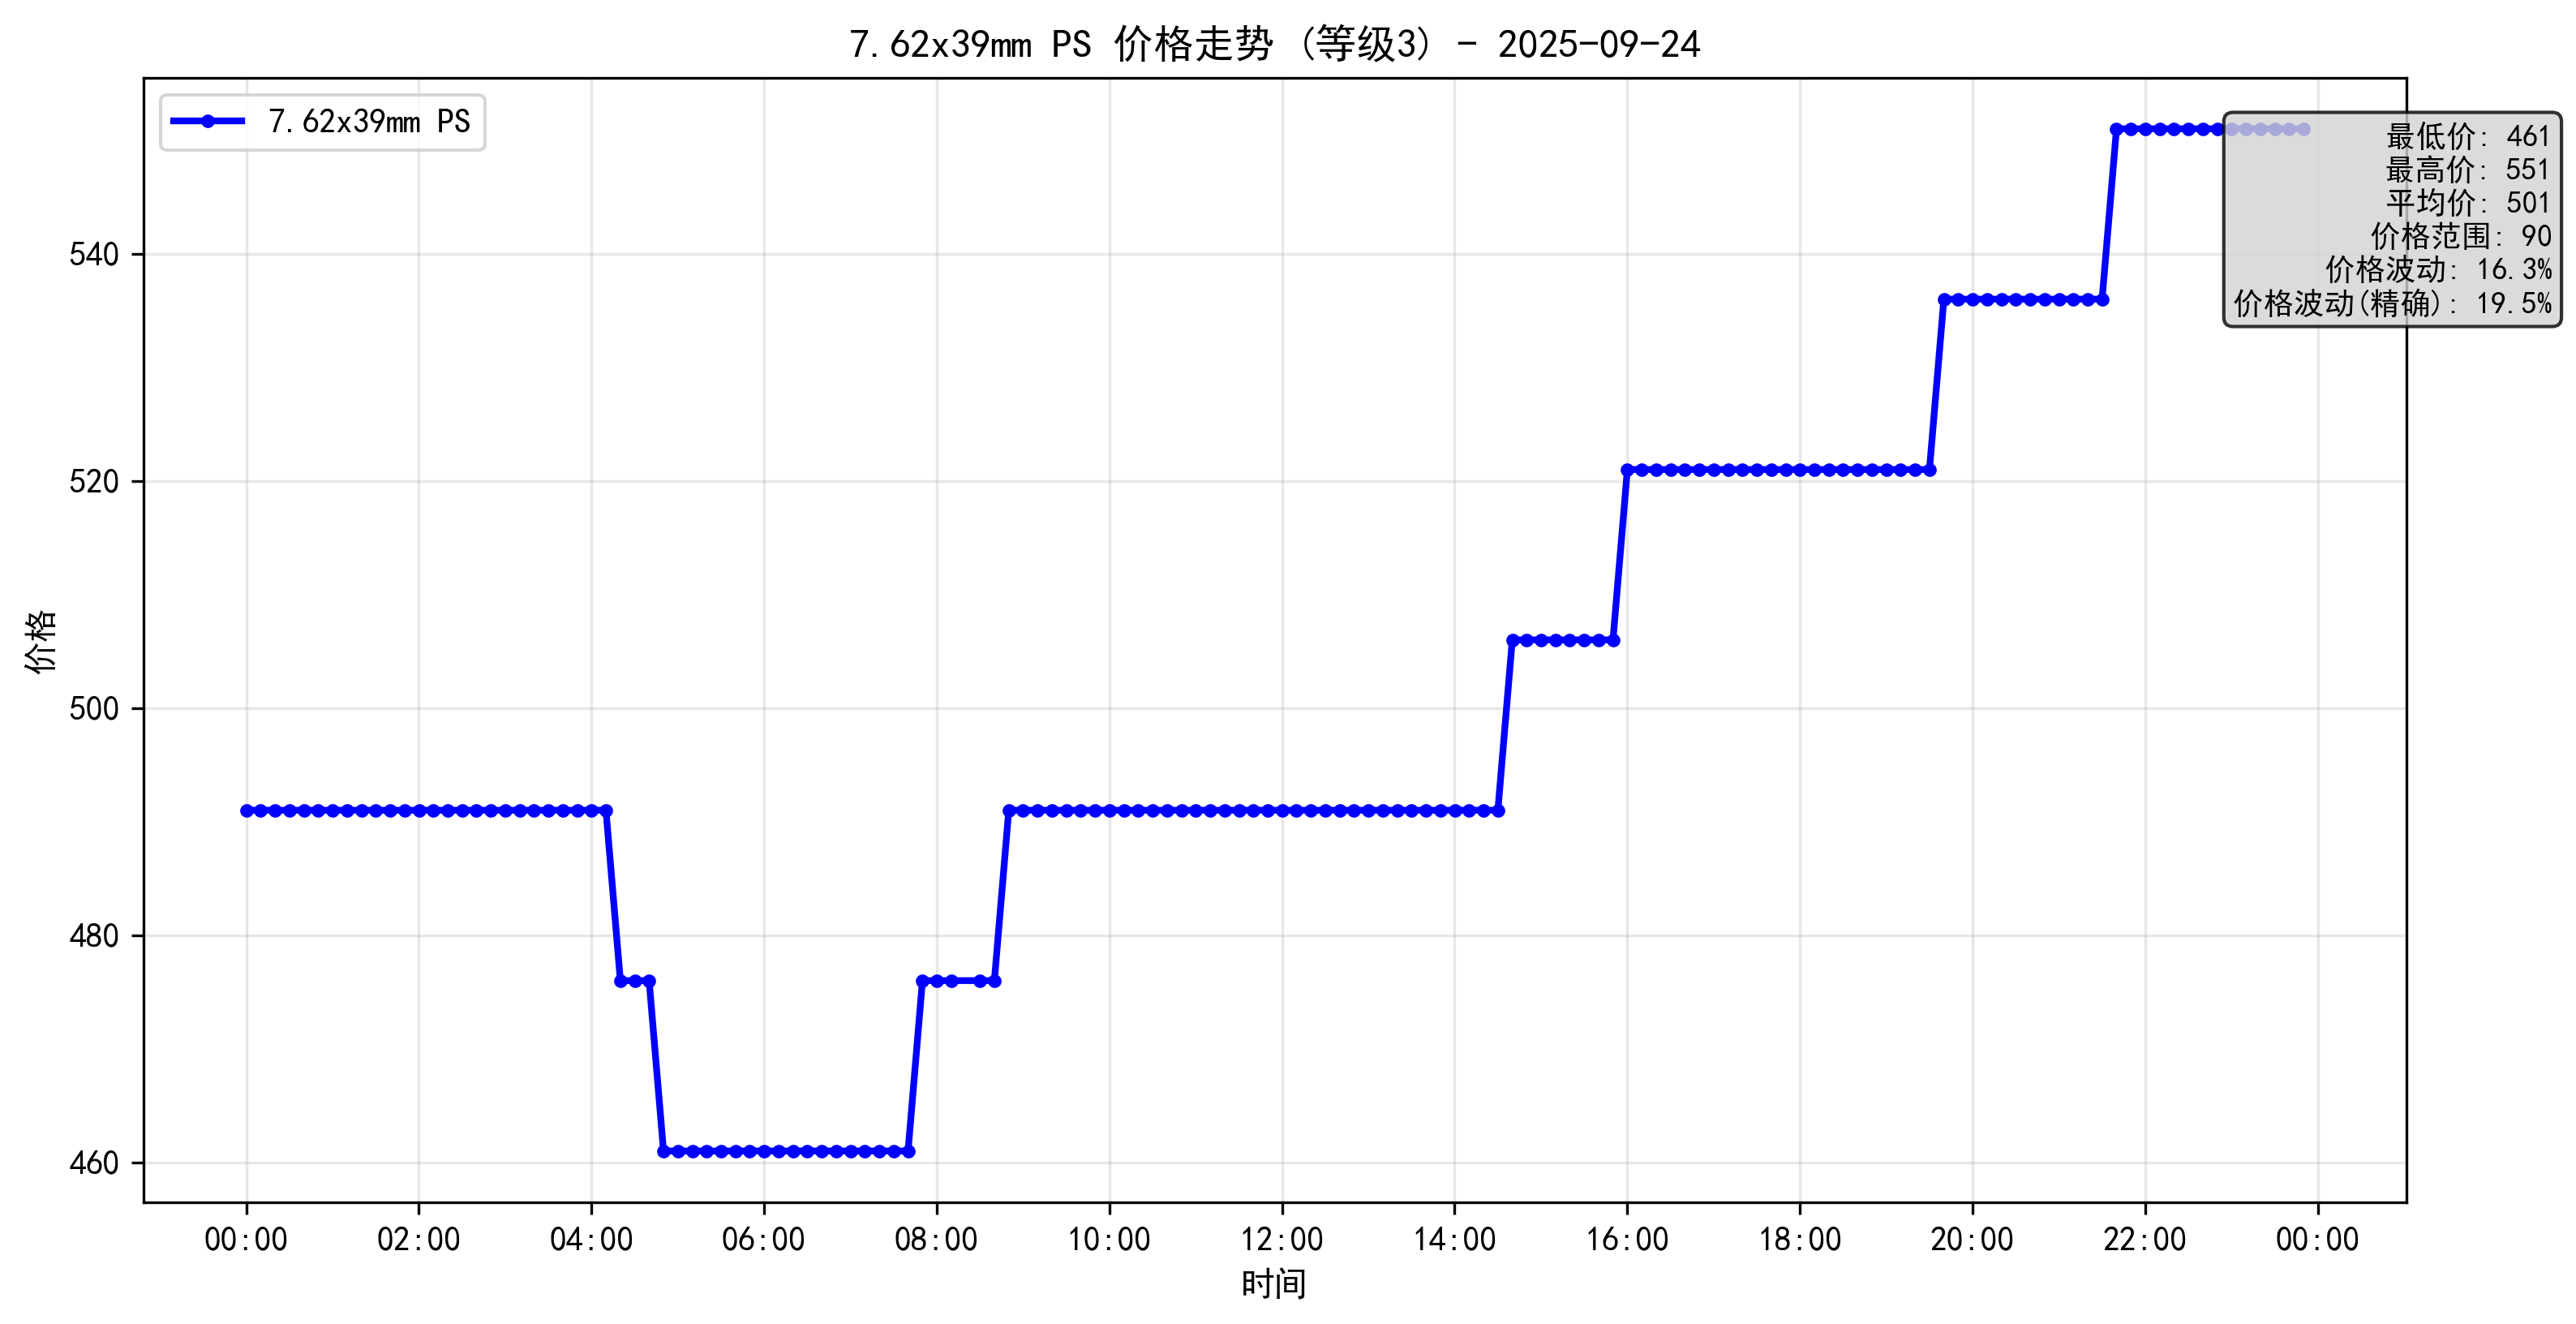 7.62x39mm PS 价格走势 (等级3) - 2025-09-24
7.62x39mm PS
最低价: 461
最高价: 551
平均价: 501
价格范围: 90
价格波动: 16.3%
价格波动(精确): 19.5%
价格
540
520
500
480
460
00:00 02:00 04:00 06:00 08:00 10:00 12:00 14:00 16:00 18:00 20:00 22:00 00:00
时间